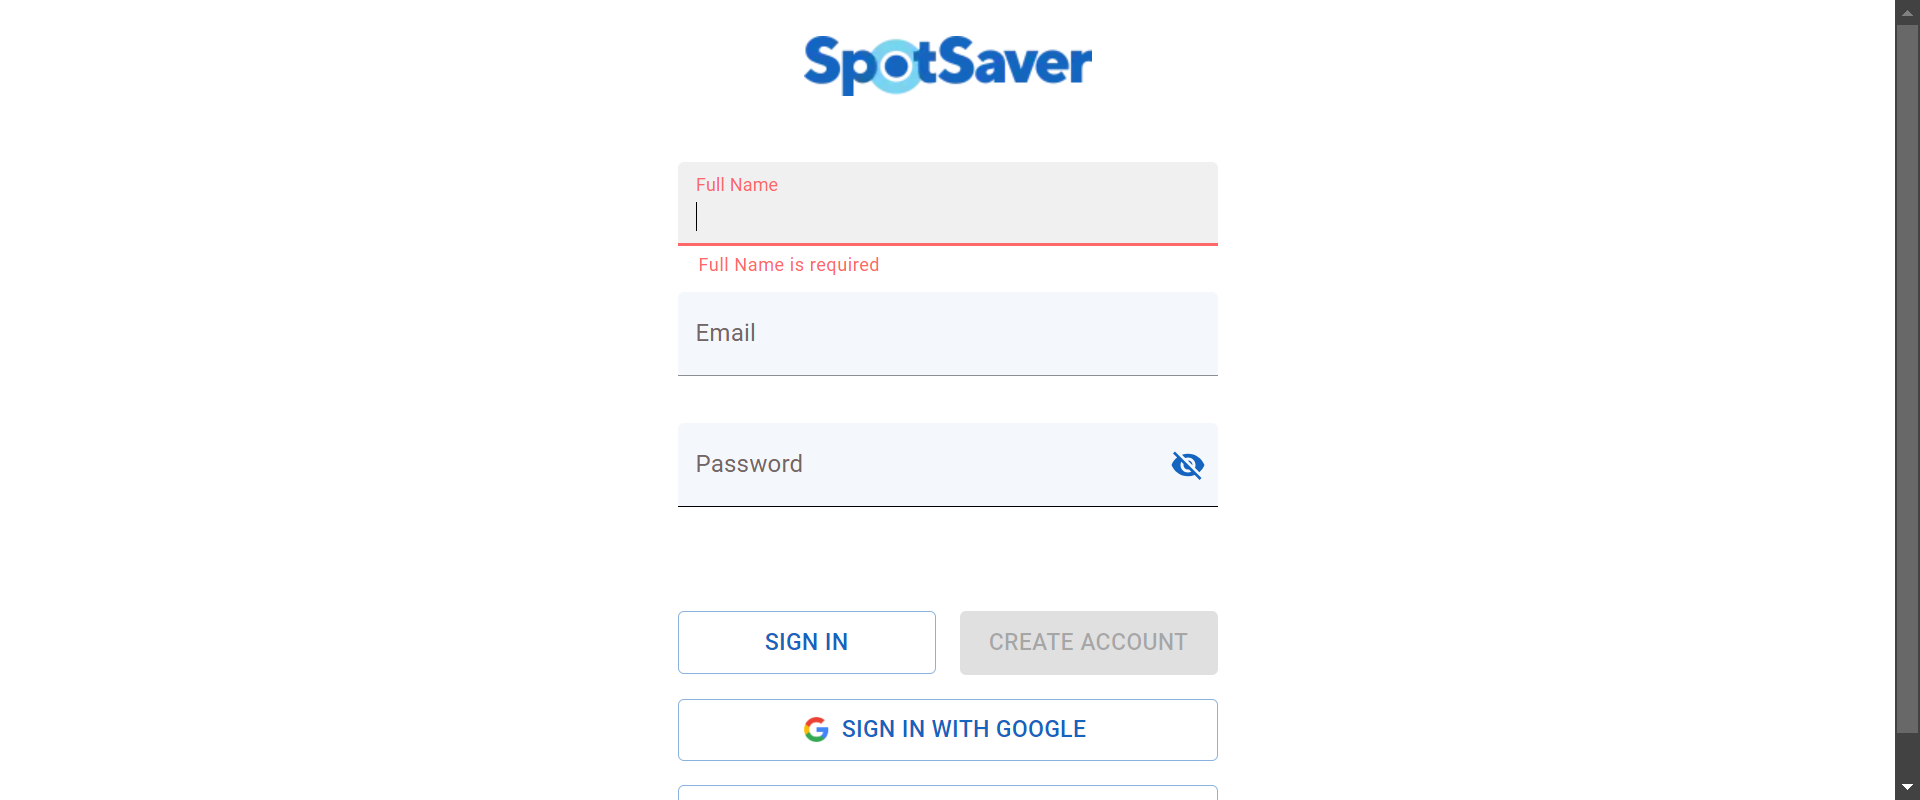 SpotSaver
Full Name
Full Name is required
Email
Password
SIGN IN
CREATE ACCOUNT
SIGN IN WITH GOOGLE